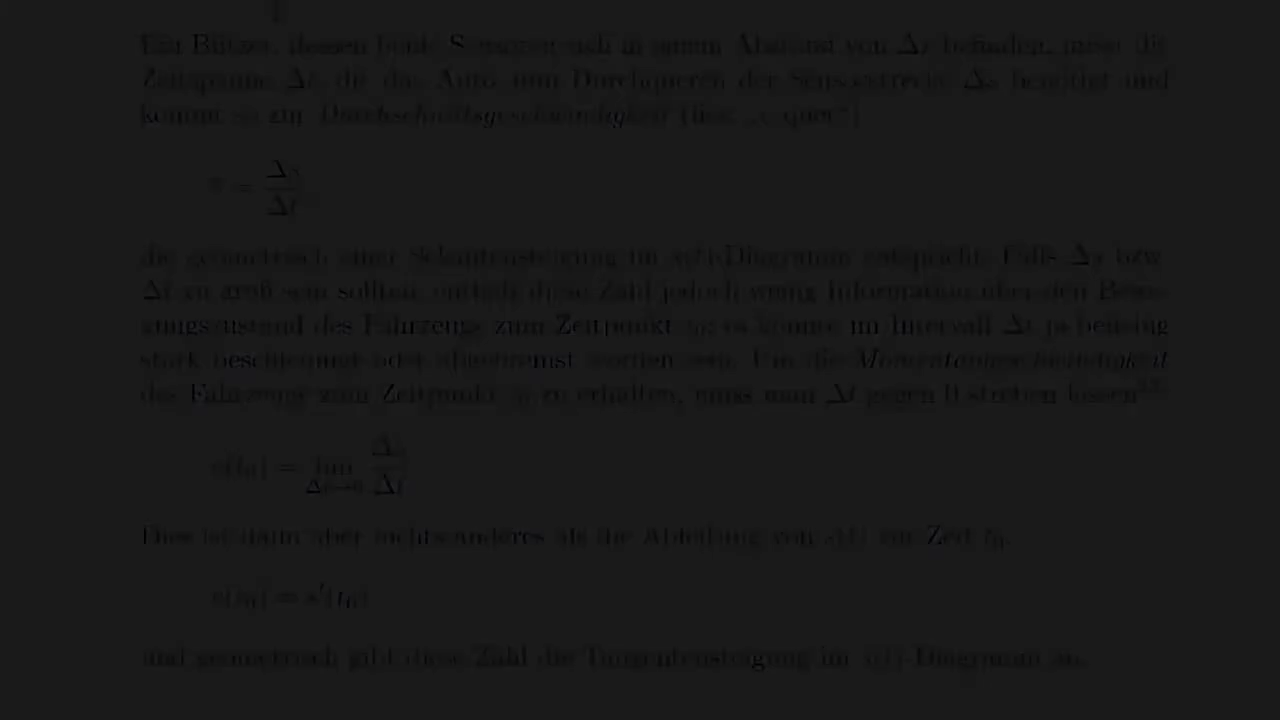 Ein Blitzer, dessen beide Sensoren sich in einem Abstand von Δs befinden, misst die
Zeitspanne Δt, die das Auto zum Durchqueren der Sensorstrecke Δs benötigt und
kommt so zur Durchschnittsgeschwindigkeit (lies: „v quer“)
v̄ = Δs/Δt
die geometrisch einer Sekantensteigung im s(t)-Diagramm entspricht. Falls Δs bzw.
Δt zu groß sein sollten, enthält diese Zahl jedoch wenig Information über den Bewe-
gungszustand des Fahrzeugs zum Zeitpunkt t₀; es könnte im Intervall Δt ja beliebig
stark beschleunigt oder abgebremst worden sein. Um die Momentangeschwindigkeit
des Fahrzeugs zum Zeitpunkt t₀ zu erhalten, muss man Δt gegen 0 streben lassen
v(t₀) = lim Δt→0 Δs/Δt
Dies ist dann aber nichts anderes als die Ableitung von s(t) zur Zeit t₀,
v(t₀) = s′(t₀)
und geometrisch gibt diese Zahl die Tangentensteigung im s(t)-Diagramm an.